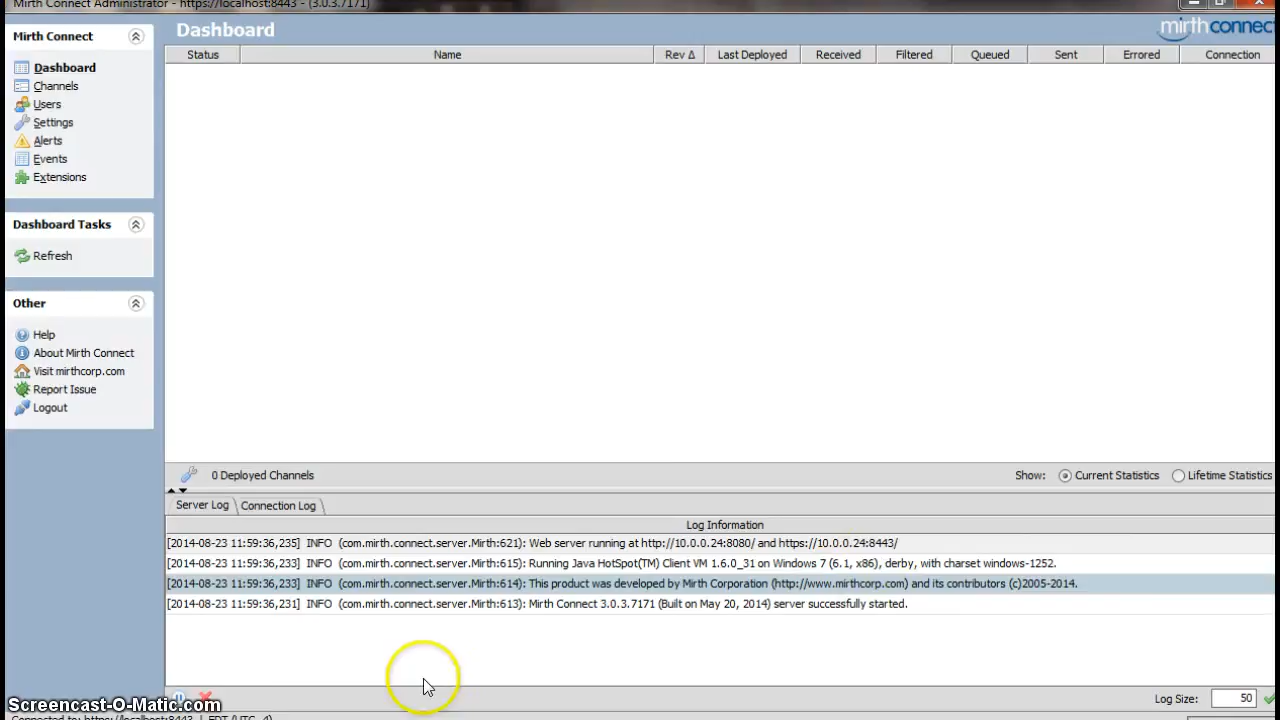 Mirth Connect Administrator - https://localhost:8443 - (3.0.3.7171)
Mirth Connect
Dashboard
Channels
Users
Settings
Alerts
Events
Extensions
Dashboard Tasks
Refresh
Other
Help
About Mirth Connect
Visit mirthcorp.com
Report Issue
Logout
Dashboard
mirthconnect
Status Name Rev Δ Last Deployed Received Filtered Queued Sent Errored Connection
0 Deployed Channels
Show: Current Statistics Lifetime Statistics
Server Log Connection Log
Log Information
[2014-08-23 11:59:36,235] INFO (com.mirth.connect.server.Mirth:621): Web server running at http://10.0.0.24:8080/ and https://10.0.0.24:8443/
[2014-08-23 11:59:36,233] INFO (com.mirth.connect.server.Mirth:615): Running Java HotSpot(TM) Client VM 1.6.0_31 on Windows 7 (6.1, x86), derby, with charset windows-1252.
[2014-08-23 11:59:36,233] INFO (com.mirth.connect.server.Mirth:614): This product was developed by Mirth Corporation (http://www.mirthcorp.com) and its contributors (c)2005-2014.
[2014-08-23 11:59:36,231] INFO (com.mirth.connect.server.Mirth:613): Mirth Connect 3.0.3.7171 (Built on May 20, 2014) server successfully started.
Log Size: 50
Screencast-O-Matic.com
Connected to: https://localhost:8443 | EDT (UTC -4)